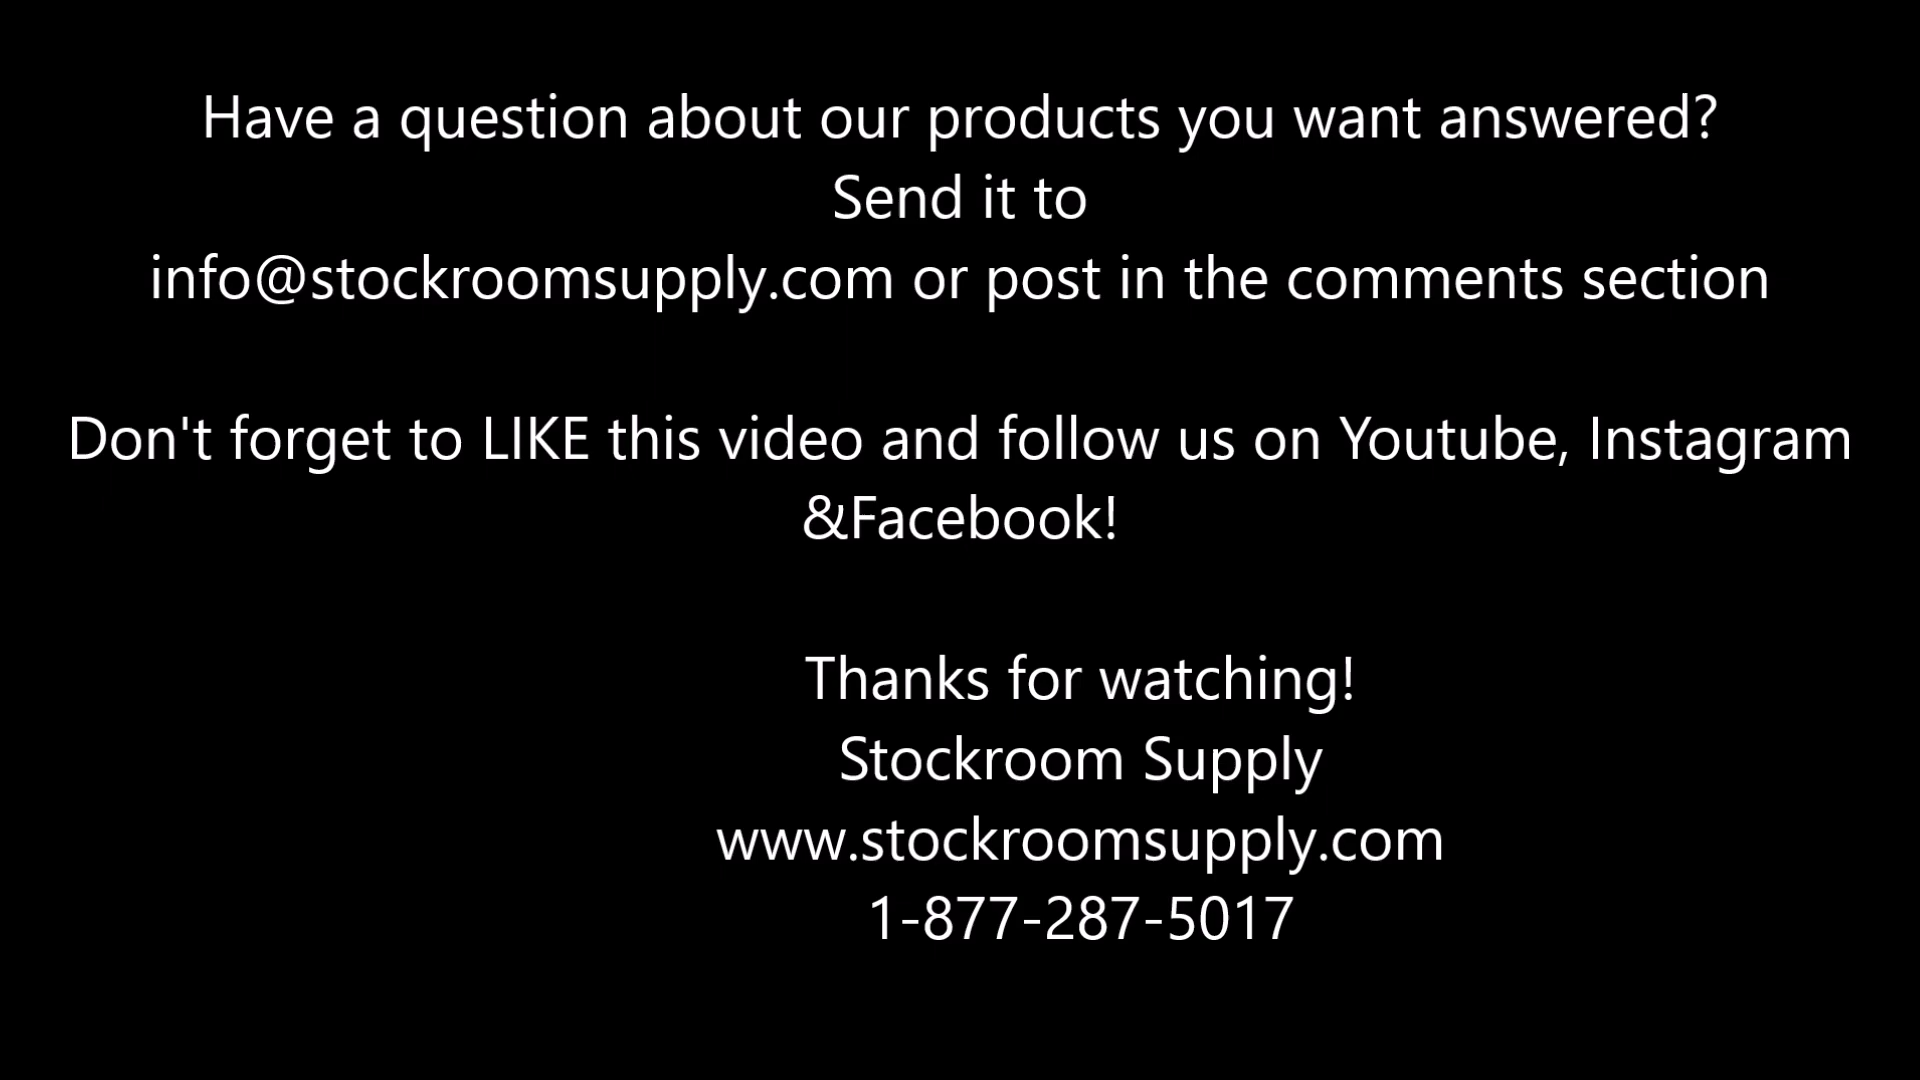 Have a question about our products you want answered?
Send it to
info@stockroomsupply.com or post in the comments section
Don't forget to LIKE this video and follow us on Youtube, Instagram
&Facebook!
Thanks for watching!
Stockroom Supply
www.stockroomsupply.com
1-877-287-5017